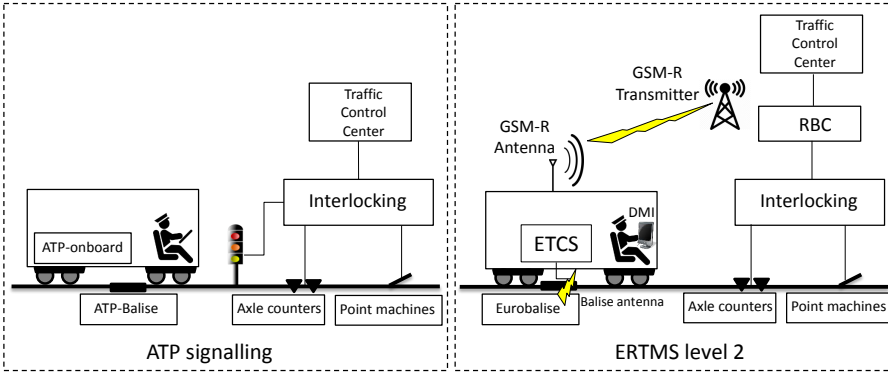 Traffic
Control
Center
Interlocking
ATP-onboard
ATP-Balise
Axle counters
Point machines
ATP signalling
GSM-R
Transmitter
GSM-R
Antenna
Traffic
Control
Center
RBC
Interlocking
DMI
ETCS
Eurobalise
Balise antenna
Axle counters
Point machines
ERTMS level 2